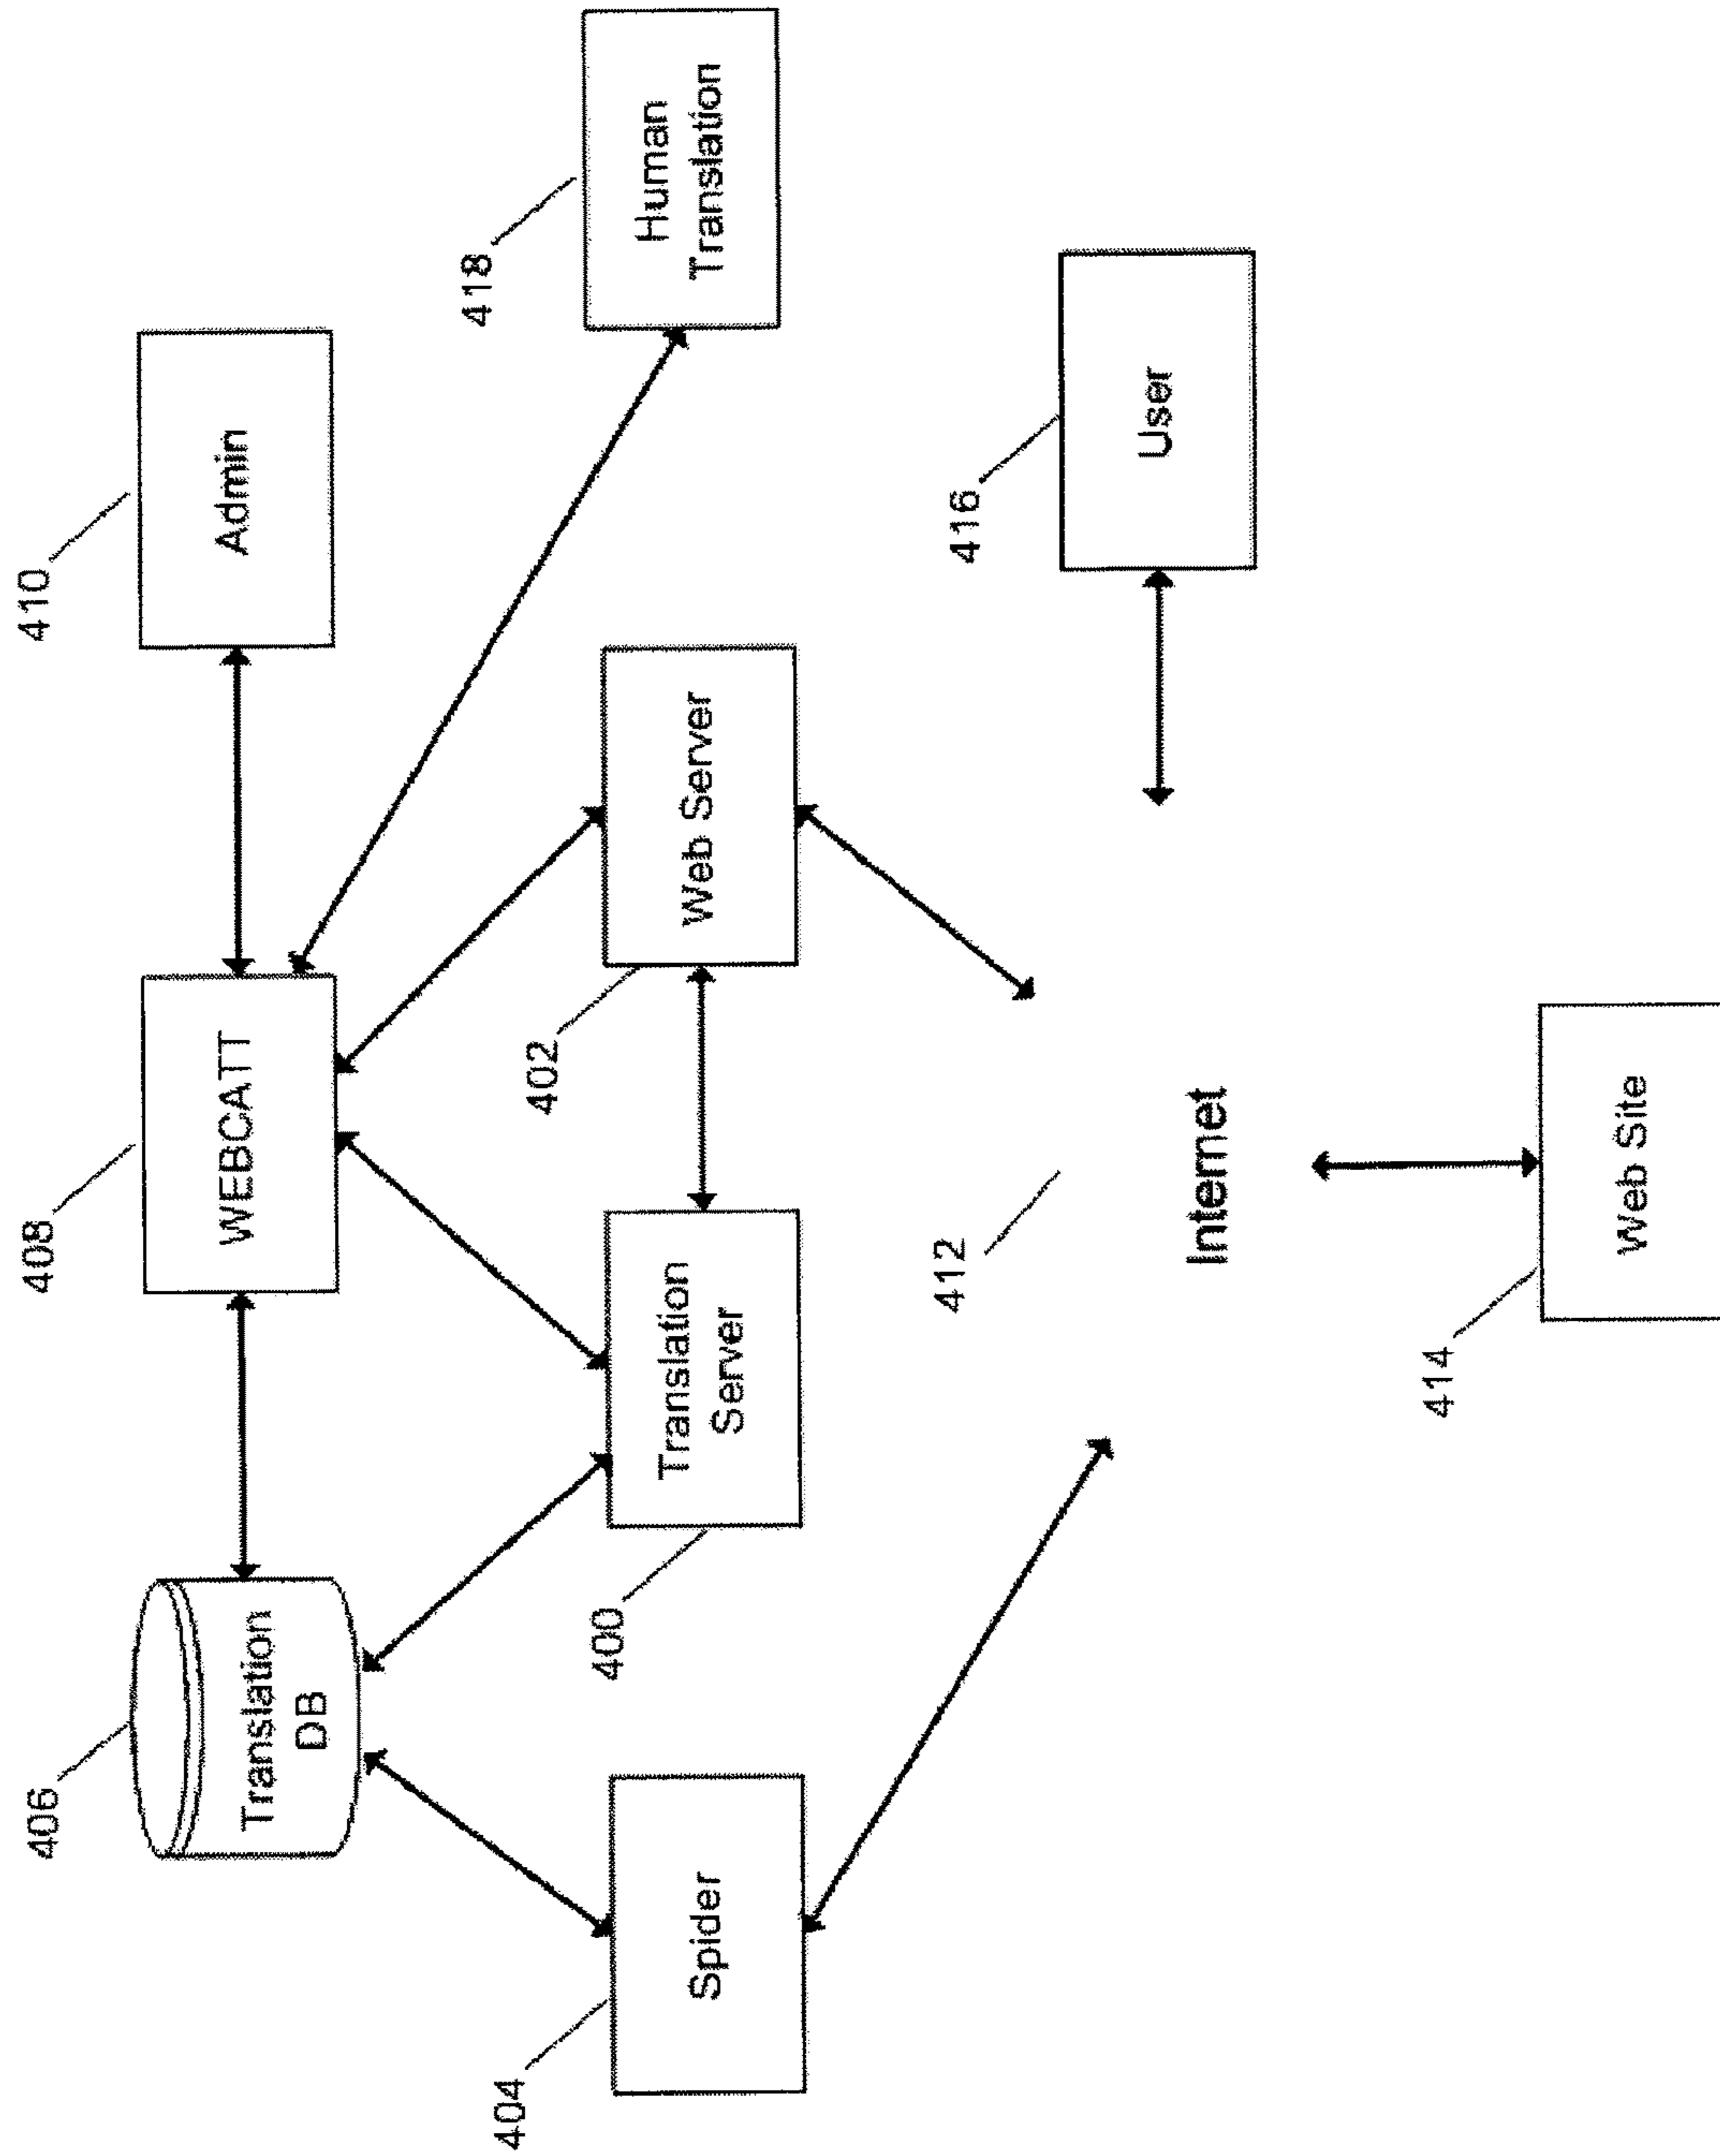 406
408
410
Translation
DB
WEBCATT
Admin
404
400
402
418
Spider
Translation
Server
Web Server
Human
Translation
412
416
Internet
User
414
Web Site